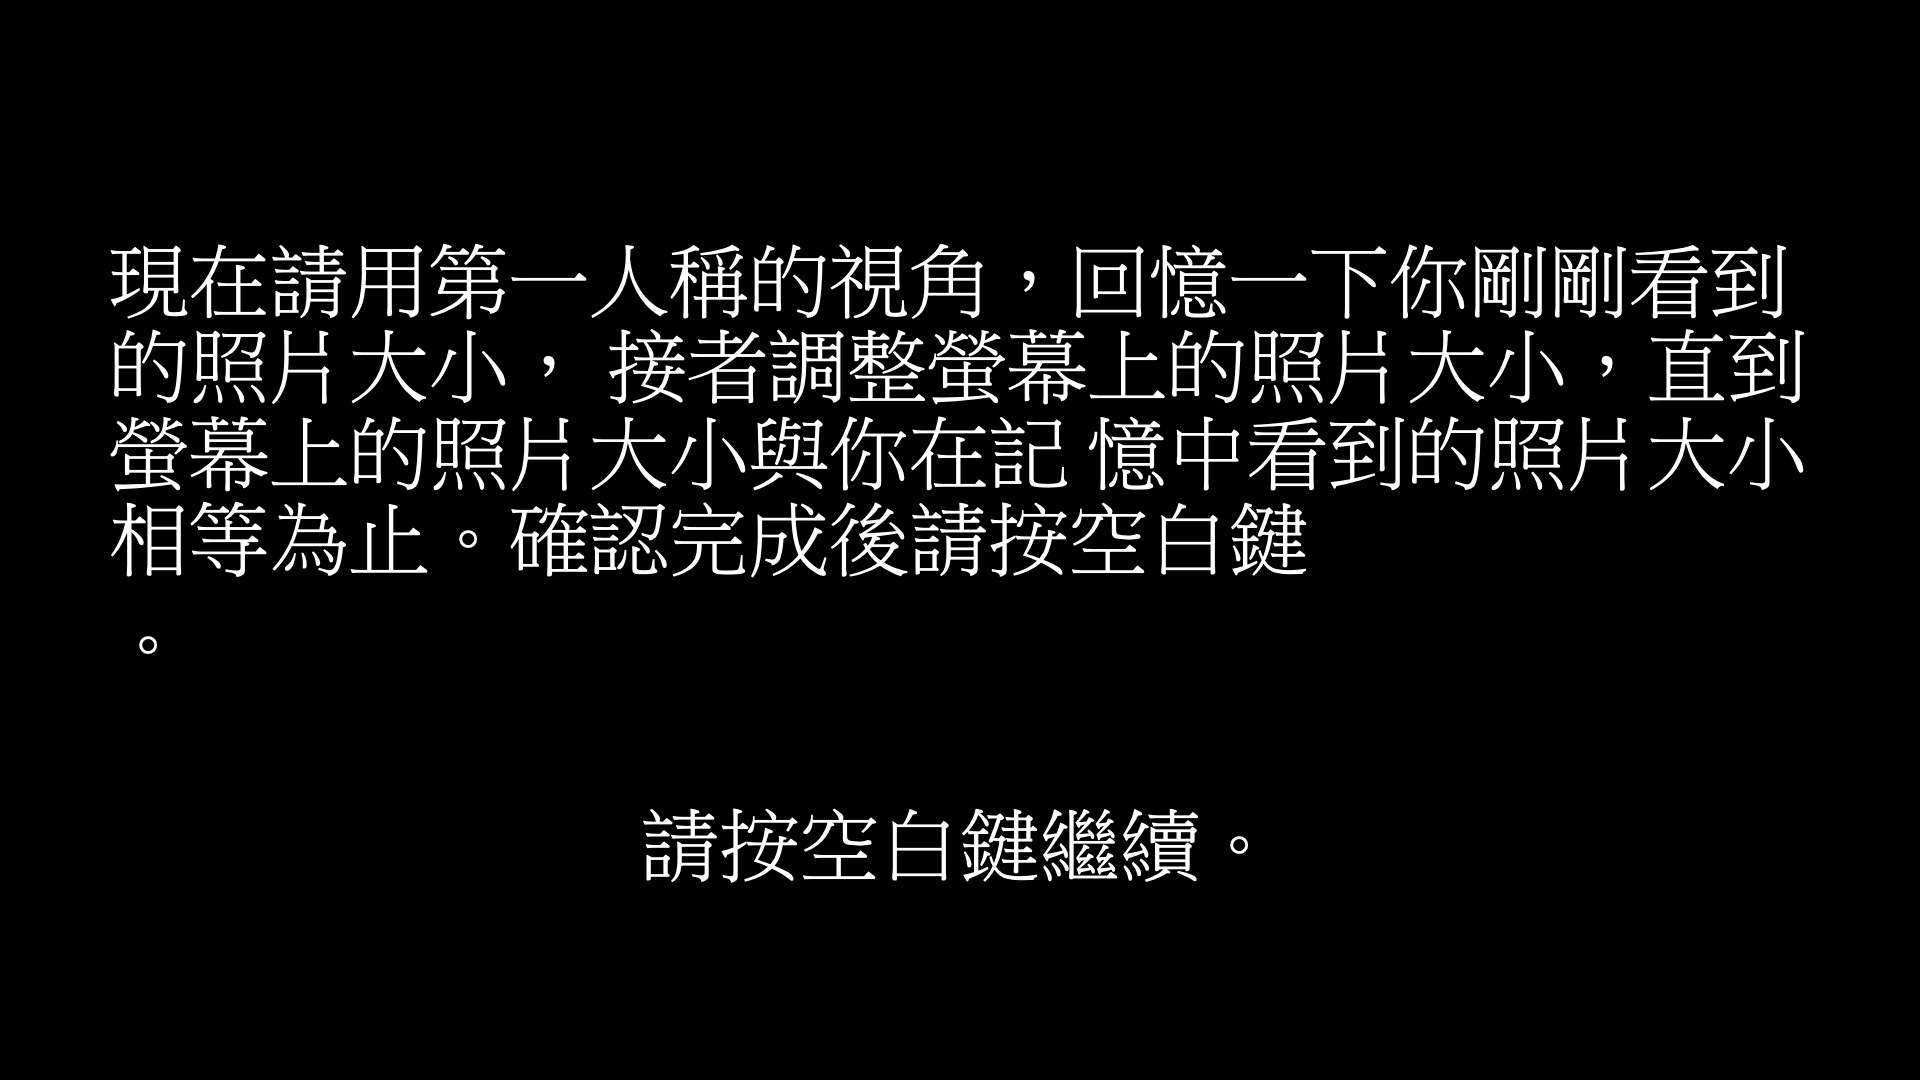 現在請用第一人稱的視角，回憶一下你剛剛看到
的照片大小， 接者調整螢幕上的照片大小，直到
螢幕上的照片大小與你在記 憶中看到的照片大小
相等為止。確認完成後請按空白鍵
。
請按空白鍵繼續。